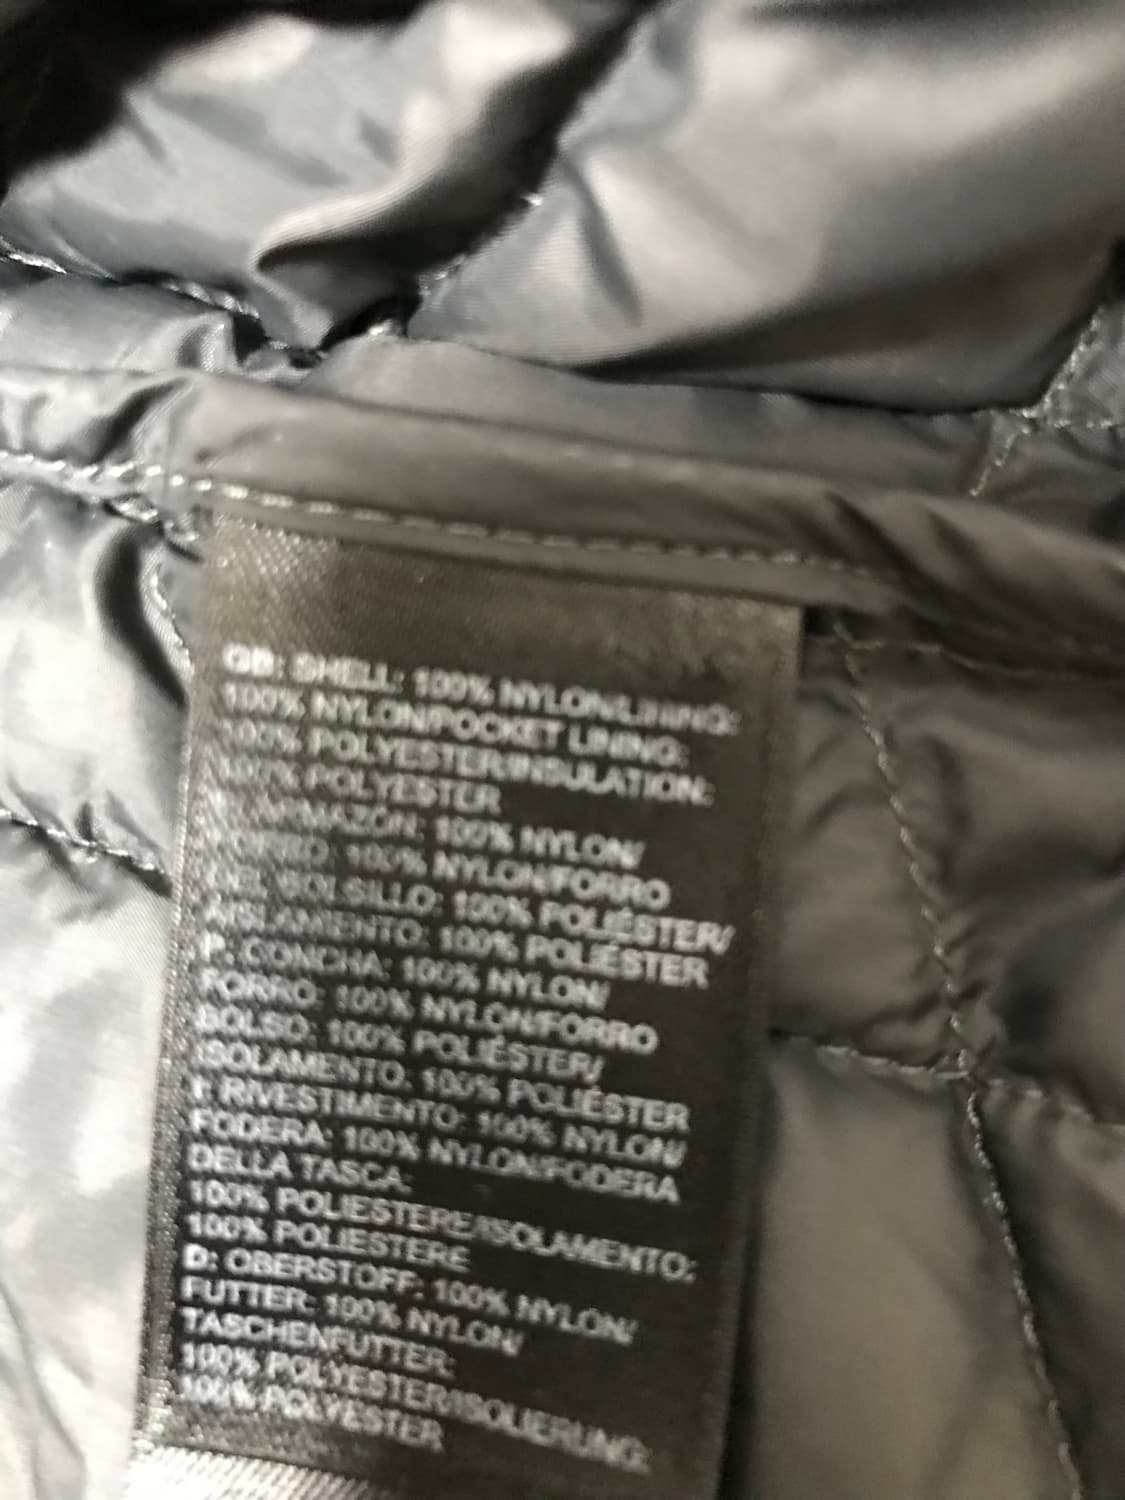 GB: SHELL: 100% NYLON/LINING:
100% NYLON/POCKET LINING:
100% POLYESTER/INSULATION:
100% POLYESTER
ARMAZÓN: 100% NYLON/
FORRO: 100% NYLON/FORRO
DEL BOLSILLO: 100% POLIÉSTER/
AISLAMIENTO: 100% POLIÉSTER
P: CONCHA: 100% NYLON/
FORRO: 100% NYLON/FORRO
BOLSO: 100% POLIÉSTER/
ISOLAMENTO: 100% POLIÉSTER
I: RIVESTIMENTO: 100% NYLON/
FODERA: 100% NYLON/FODERA
DELLA TASCA:
100% POLIESTERE/ISOLAMENTO:
100% POLIESTERE
D: OBERSTOFF: 100% NYLON/
FUTTER: 100% NYLON/
TASCHENFUTTER:
100% POLYESTER/ISOLIERUNG:
100% POLYESTER